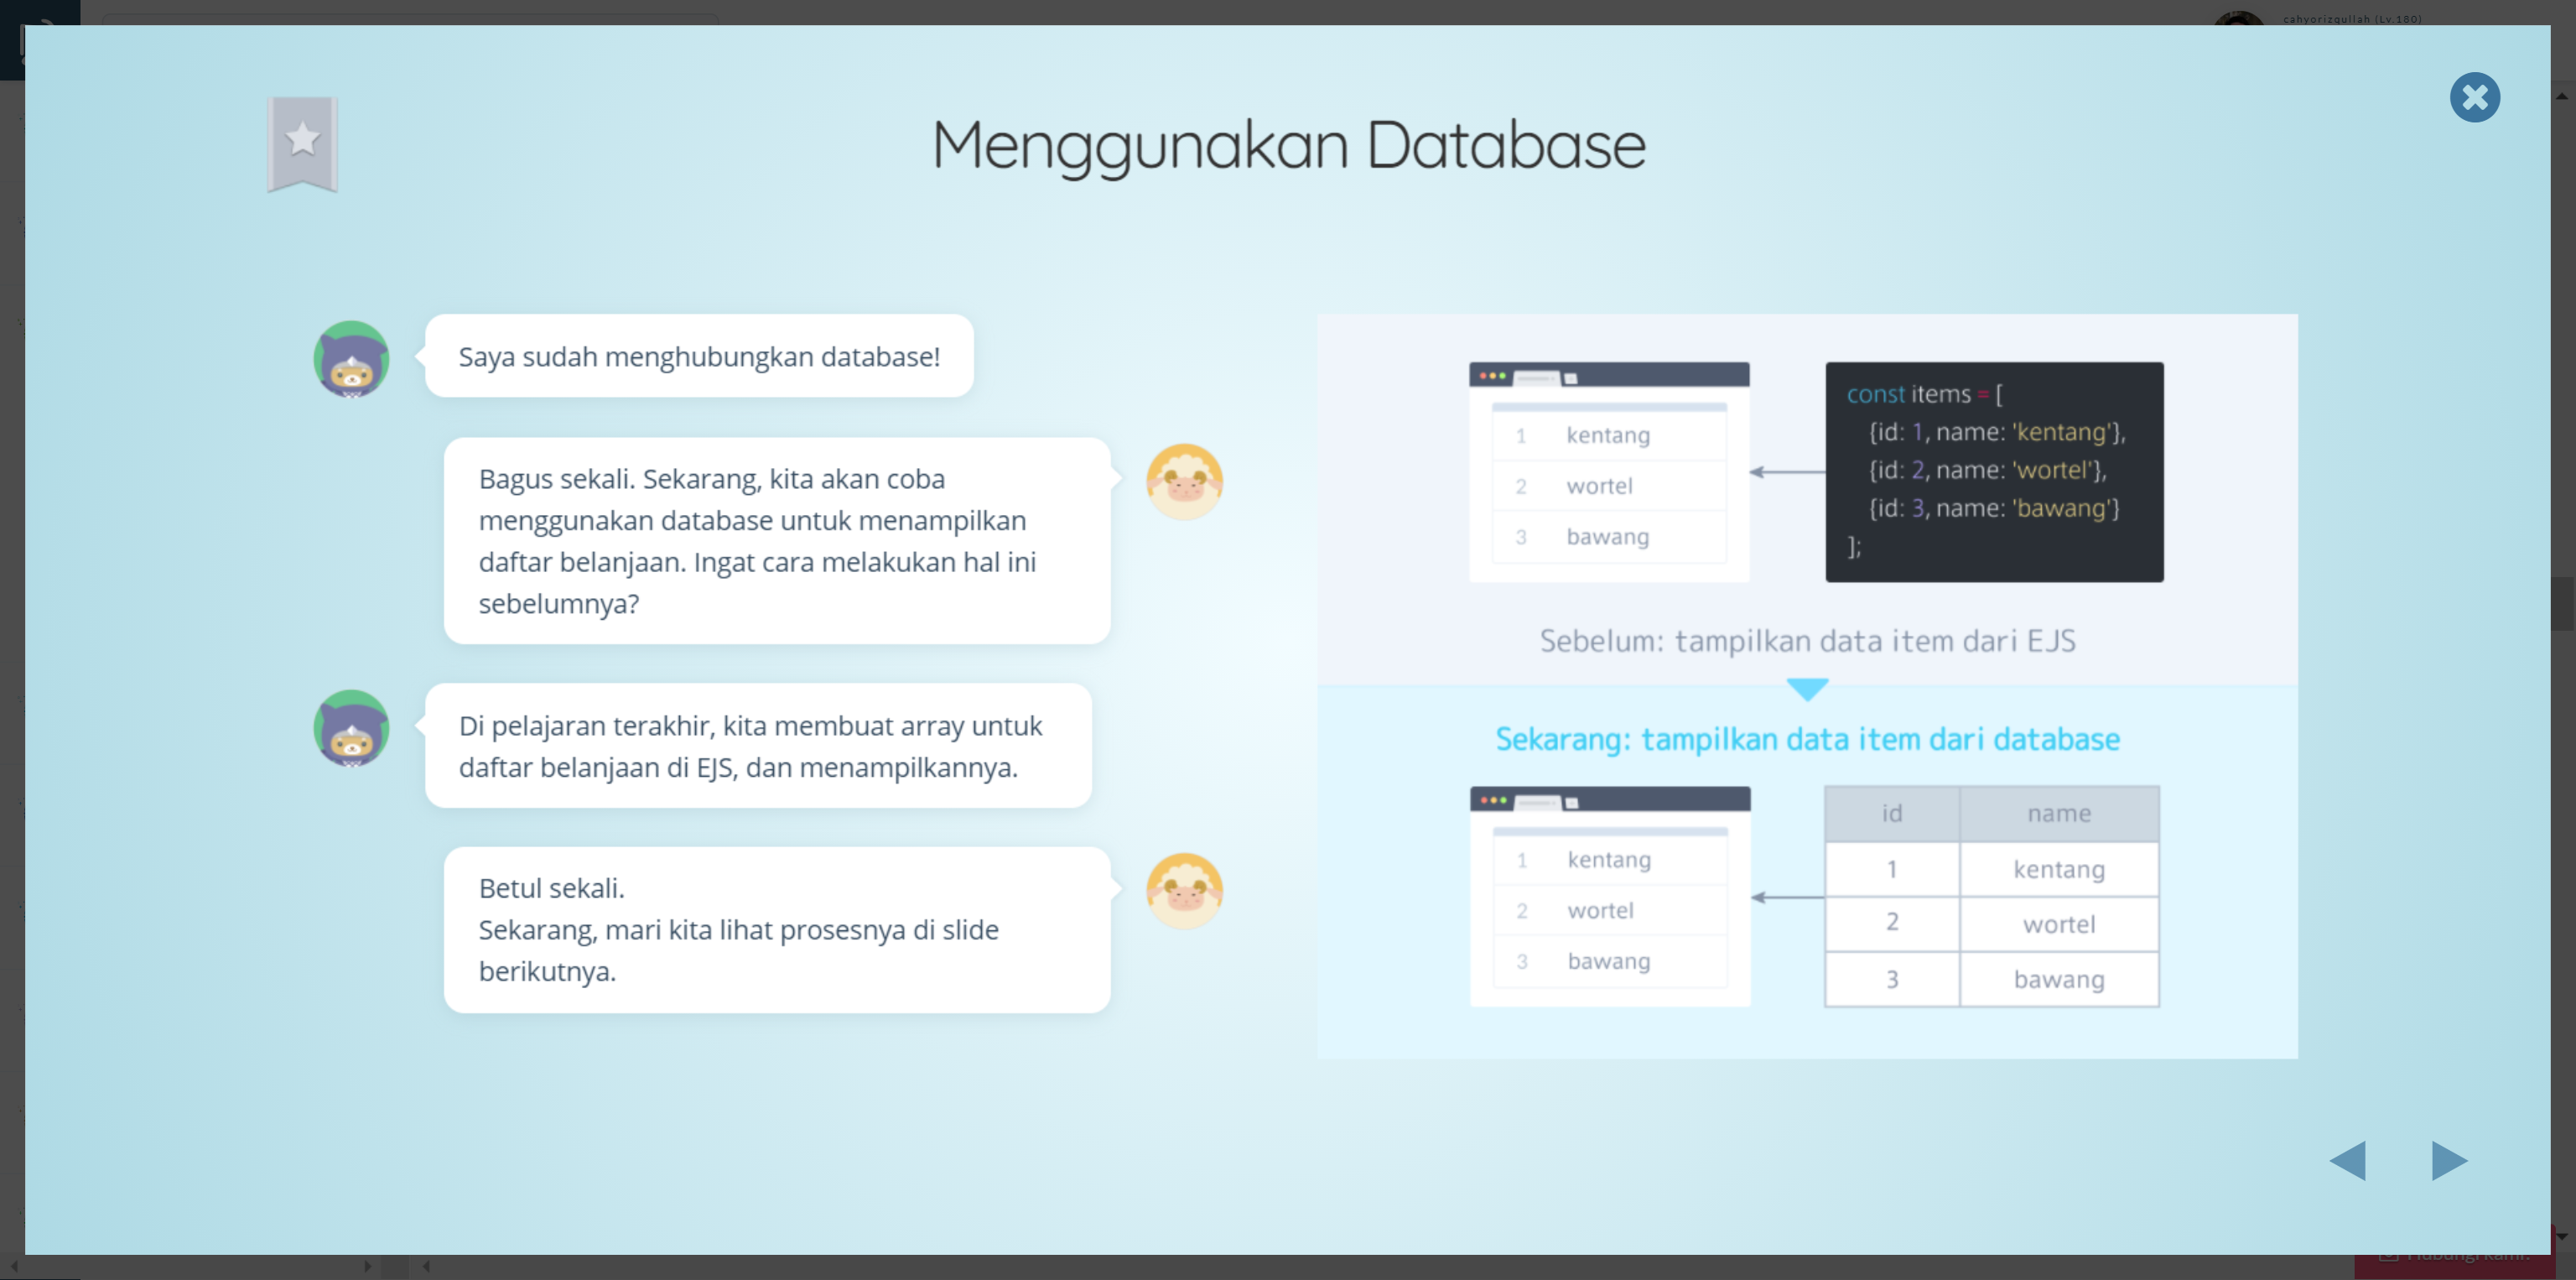 cahyorizqullah (Lv.180)
Menggunakan Database
Saya sudah menghubungkan database!
Bagus sekali. Sekarang, kita akan coba
menggunakan database untuk menampilkan
daftar belanjaan. Ingat cara melakukan hal ini
sebelumnya?
Di pelajaran terakhir, kita membuat array untuk
daftar belanjaan di EJS, dan menampilkannya.
Betul sekali.
Sekarang, mari kita lihat prosesnya di slide
berikutnya.
1 kentang
2 wortel
3 bawang
const items = [
{id: 1, name: 'kentang'},
{id: 2, name: 'wortel'},
{id: 3, name: 'bawang'}
];
Sebelum: tampilkan data item dari EJS
Sekarang: tampilkan data item dari database
1 kentang
2 wortel
3 bawang
id name
1 kentang
2 wortel
3 bawang